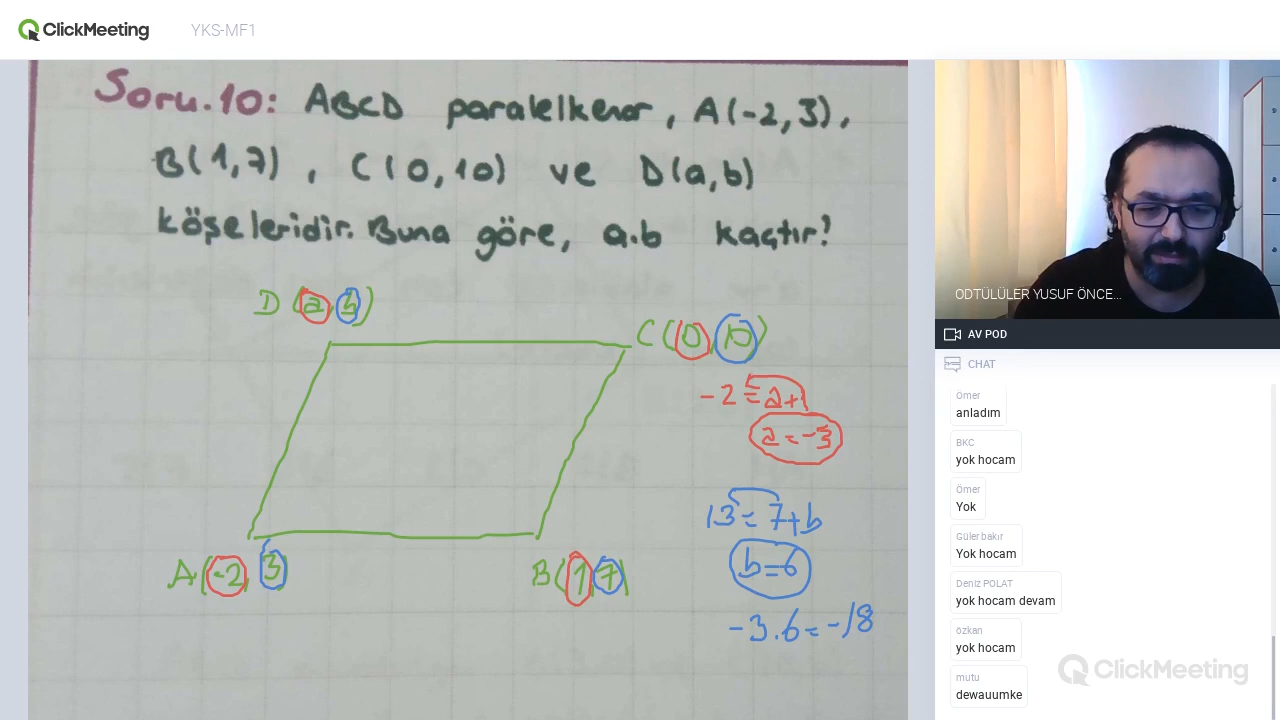 ClickMeeting YKS-MF1
Soru.10: ABCD paralelkenar, A(-2,3),
B(1,7), C(0,10) ve D(a,b)
köşeleridir. Buna göre, a.b kaçtır?
D(a,b)
C(0,10)
-2=a+1
a=-3
13=7+b
b=6
-3.6=-18
A(-2,3)
B(1,7)
ODTÜLÜLER YUSUF ÖNCE...
AV POD
CHAT
Ömer
anladım
BKC
yok hocam
Ömer
Yok
Güler bakır
Yok hocam
Deniz POLAT
yok hocam devam
özkan
yok hocam
mutu
dewauumke
ClickMeeting